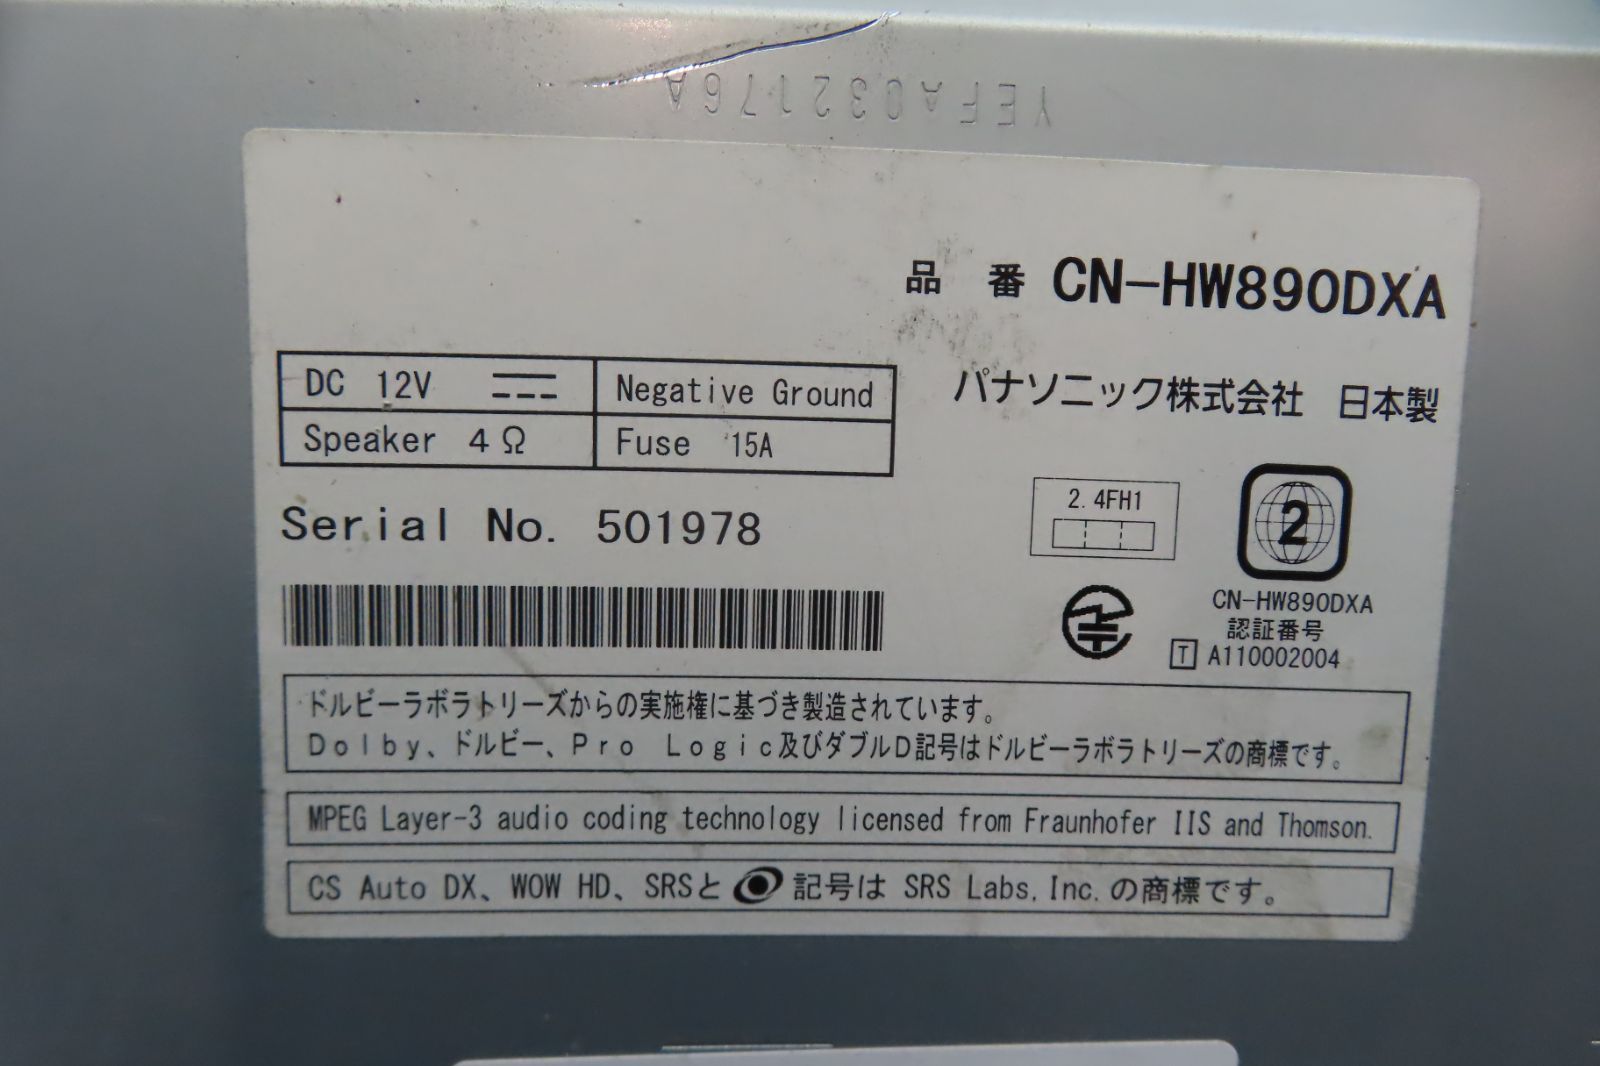 YEFA032176A
品 番 CN-HW890DXA
DC 12V
Negative Ground
Speaker 4Ω
Fuse 15A
パナソニック株式会社 日本製
Serial No. 501978
2.4FH1
2
CN-HW890DXA
認証番号
T A110002004
ドルビーラボラトリーズからの実施権に基づき製造されています。
Dolby、ドルビー、Pro Logic及びダブルD記号はドルビーラボラトリーズの商標です。
MPEG Layer-3 audio coding technology licensed from Fraunhofer IIS and Thomson.
CS Auto DX、WOW HD、SRSと 記号は SRS Labs,Inc.の商標です。